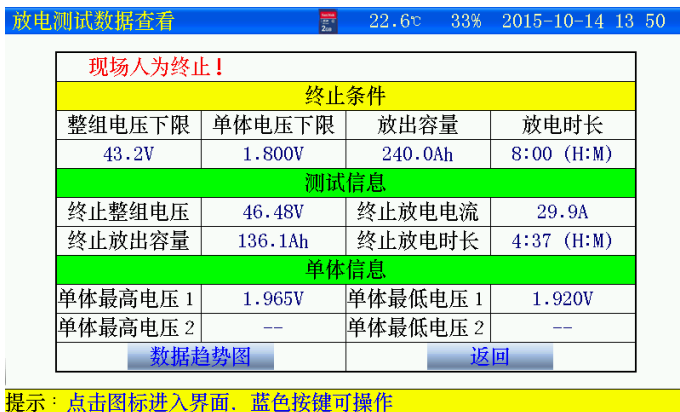 放电测试数据查看 22.6℃ 33% 2015-10-14 13 50
现场人为终止！
终止条件
整组电压下限 单体电压下限 放出容量 放电时长
43.2V 1.800V 240.0Ah 8:00 (H:M)
测试信息
终止整组电压 46.48V 终止放电电流 29.9A
终止放出容量 136.1Ah 终止放电时长 4:37 (H:M)
单体信息
单体最高电压1 1.965V 单体最低电压1 1.920V
单体最高电压2 -- 单体最低电压2 --
数据趋势图 返回
提示：点击图标进入界面．蓝色按键可操作